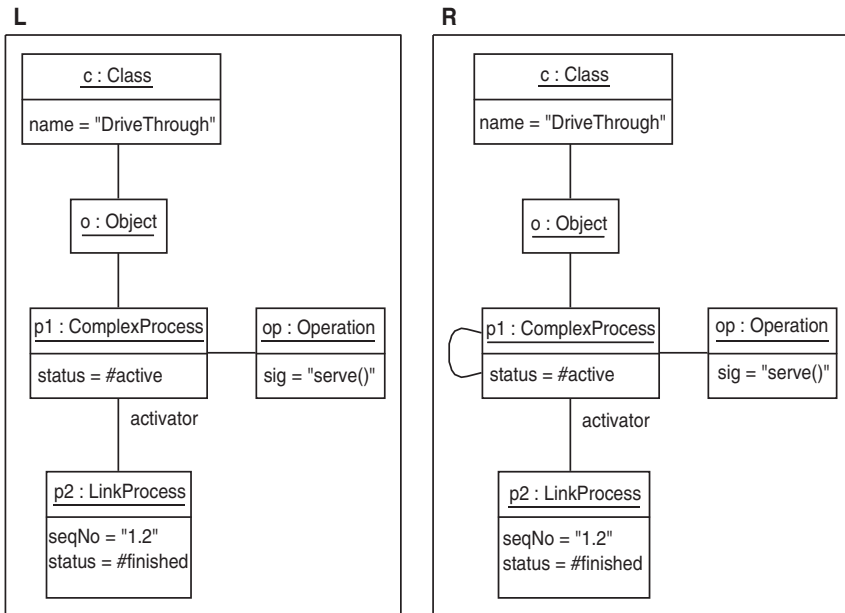 L
c : Class
name = "DriveThrough"
o : Object
p1 : ComplexProcess
status = #active
op : Operation
sig = "serve()"
activator
p2 : LinkProcess
seqNo = "1.2"
status = #finished
R
c : Class
name = "DriveThrough"
o : Object
p1 : ComplexProcess
status = #active
op : Operation
sig = "serve()"
activator
p2 : LinkProcess
seqNo = "1.2"
status = #finished